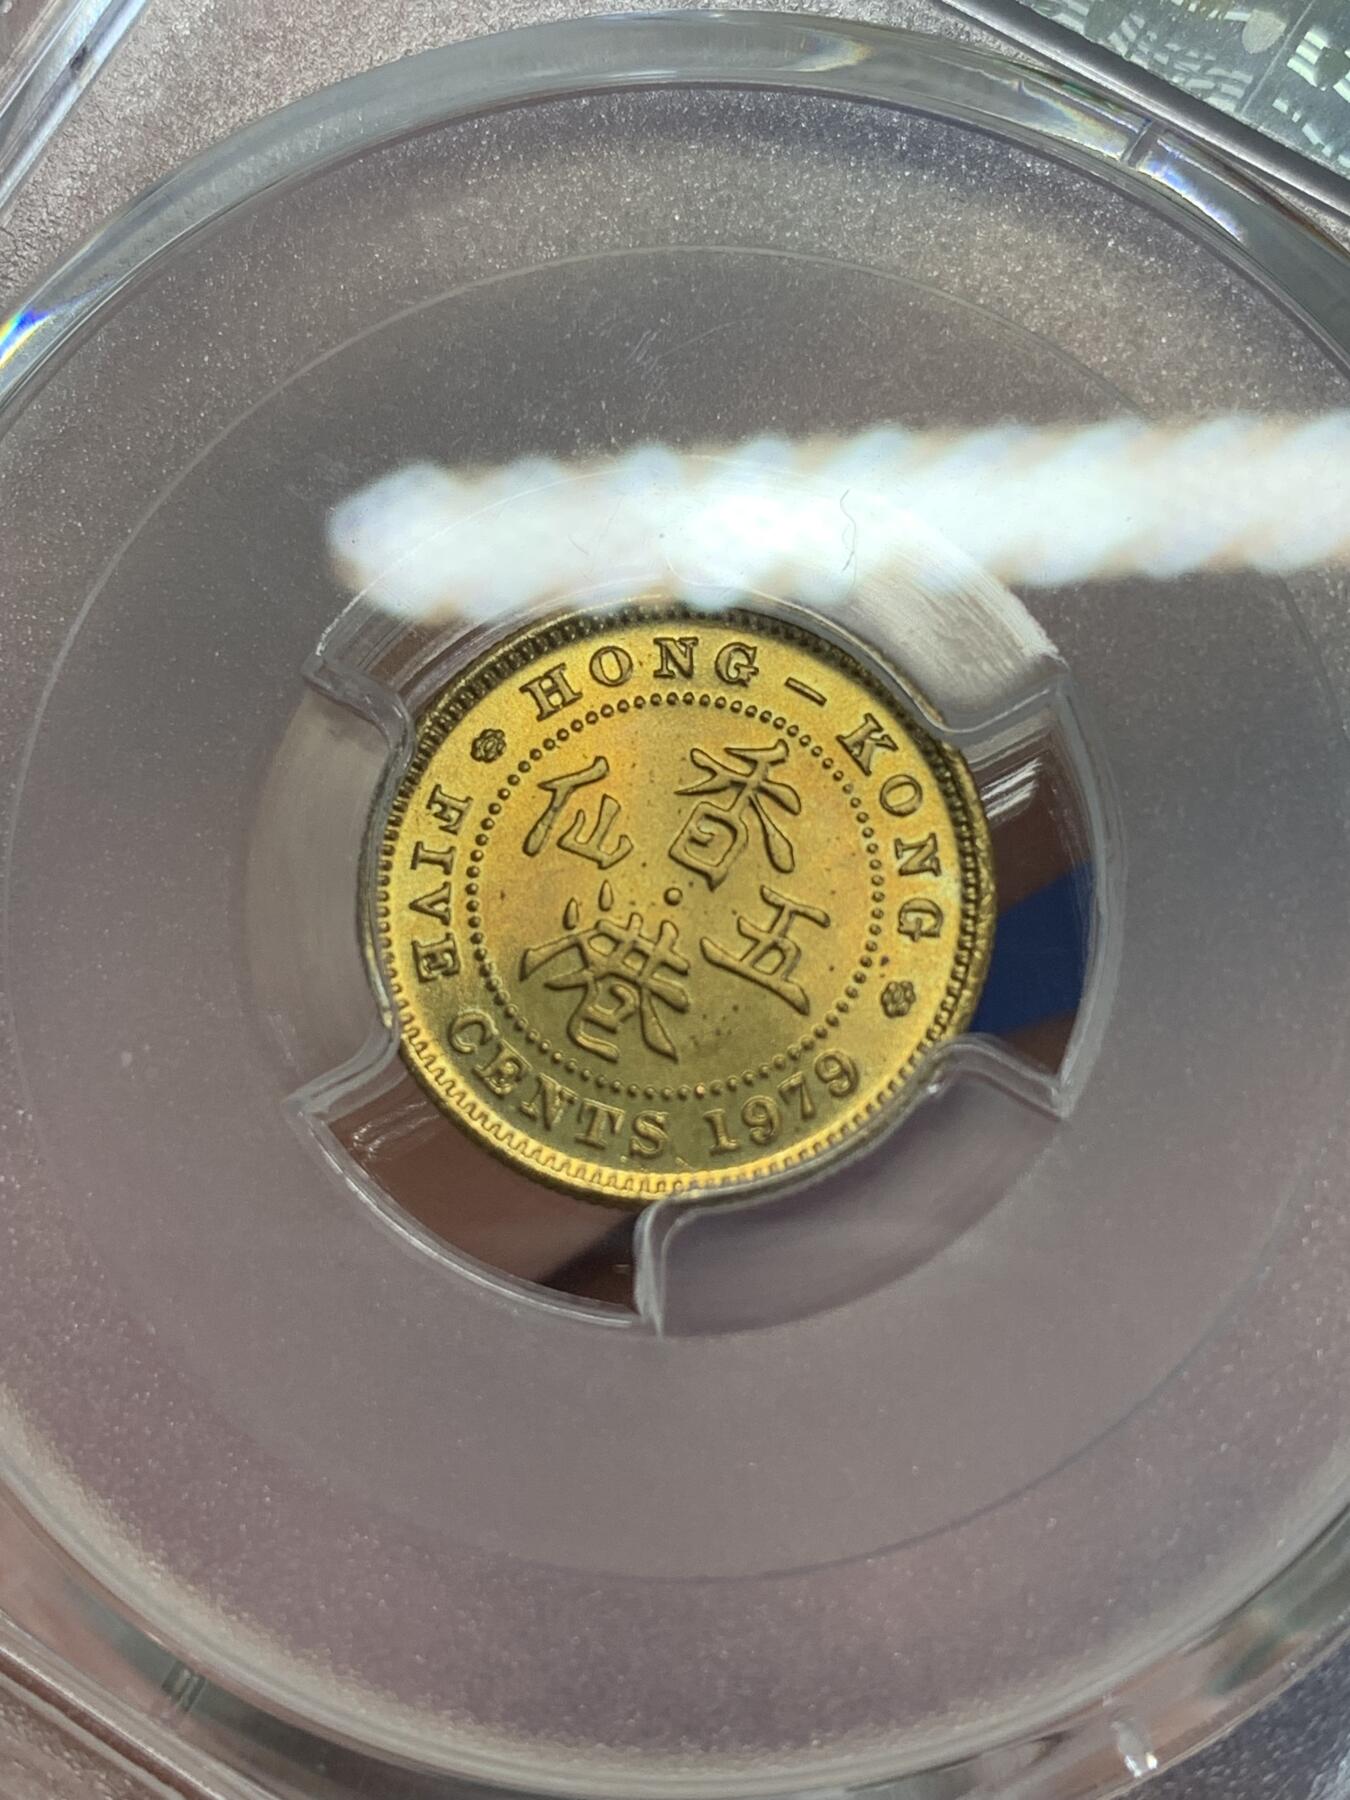 HONG – KONG
FIVE CENTS 1979
香港
五仙